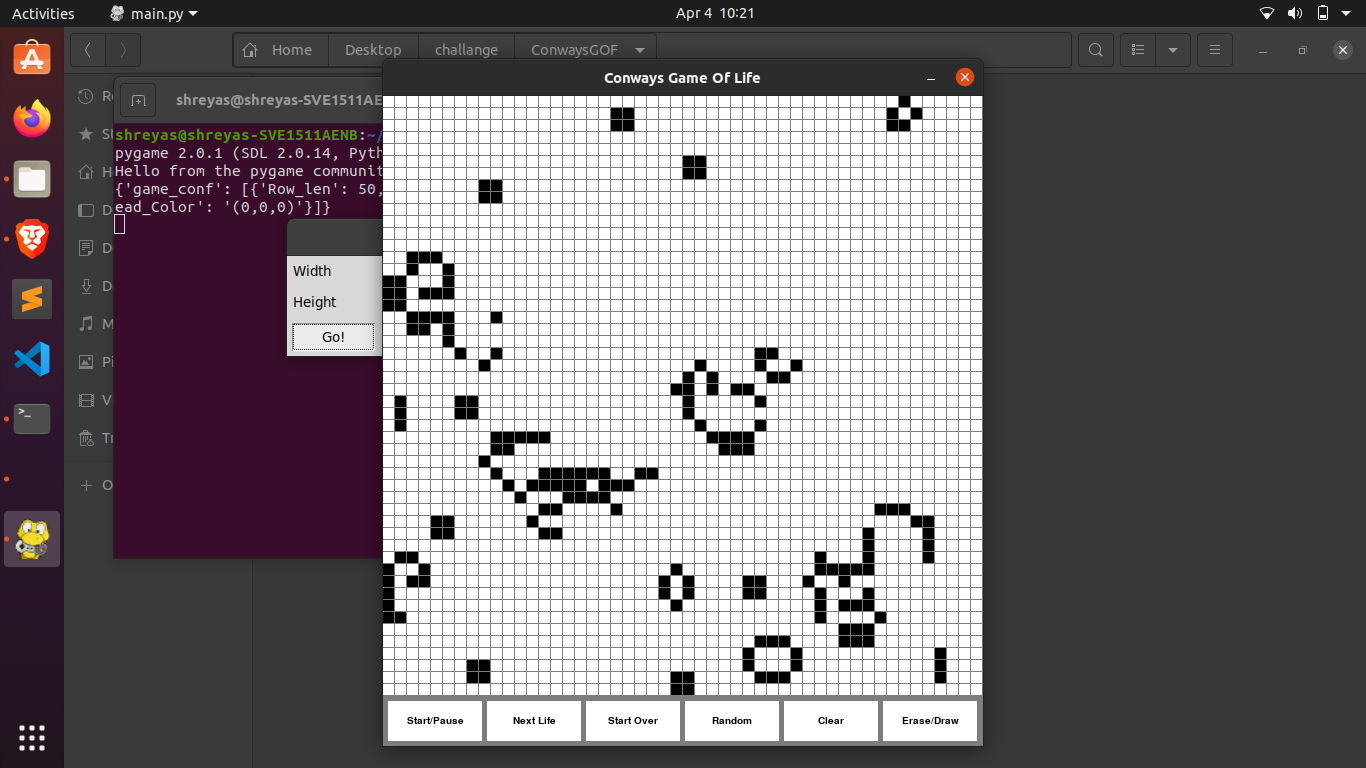 Activities main.py Apr 4 10:21
Home Desktop challange ConwaysGOF
Conways Game Of Life
shreyas@shreyas-SVE1511AE
shreyas@shreyas-SVE1511AENB:~/
pygame 2.0.1 (SDL 2.0.14, Pyth
Hello from the pygame communit
{'game_conf': [{'Row_len': 50,
ead_Color': '(0,0,0)'}]}
Width
Height
Go!
Start/Pause Next Life Start Over Random Clear Erase/Draw